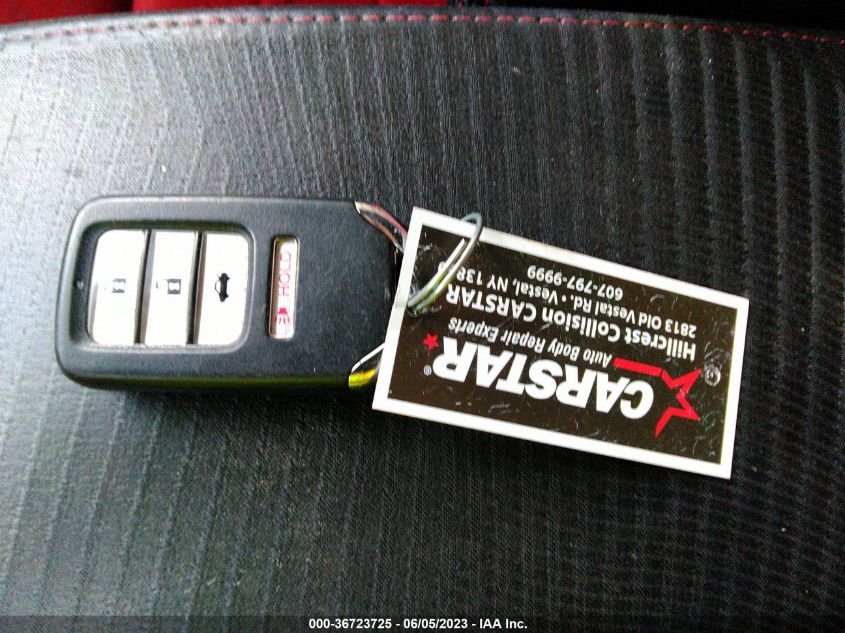 HOLD
CARSTAR®
Auto Body Repair Experts
Hillcrest Collision CARSTAR
2813 Old Vestal Rd. • Vestal, NY
607-797-9999
000-36723725 - 06/05/2023 - IAA Inc.